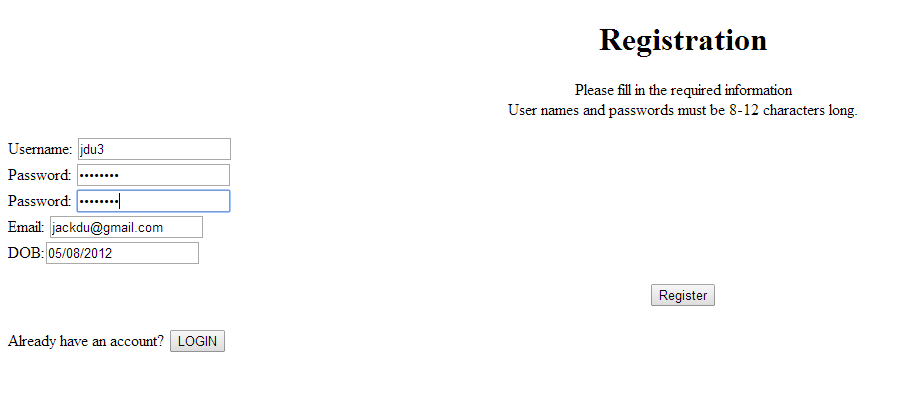 Registration
Please fill in the required information
User names and passwords must be 8-12 characters long.
Username: jdu3
Password: ••••••••
Password: ••••••••
Email: jackdu@gmail.com
DOB: 05/08/2012
Register
Already have an account? LOGIN